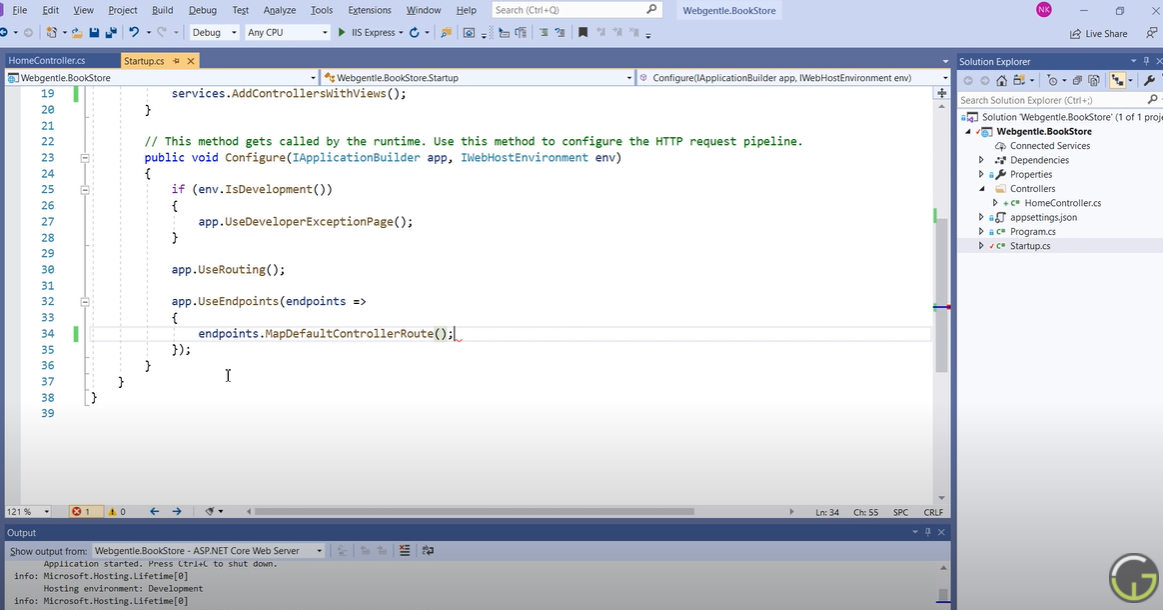 File Edit View Project Build Debug Test Analyze Tools Extensions Window Help Search (Ctrl+Q) Webgentle.BookStore NK
Debug Any CPU IIS Express Live Share
HomeController.cs Startup.cs
Webgentle.BookStore Webgentle.BookStore.Startup Configure(IApplicationBuilder app, IWebHostEnvironment env)
19 services.AddControllersWithViews();
20 }
21
22 // This method gets called by the runtime. Use this method to configure the HTTP request pipeline.
23 public void Configure(IApplicationBuilder app, IWebHostEnvironment env)
24 {
25 if (env.IsDevelopment())
26 {
27 app.UseDeveloperExceptionPage();
28 }
29
30 app.UseRouting();
31
32 app.UseEndpoints(endpoints =>
33 {
34 endpoints.MapDefaultControllerRoute();
35 });
36 }
37 }
38 }
39
121 % 1 0 Ln: 34 Ch: 55 SPC CRLF
Output
Show output from: Webgentle.BookStore - ASP.NET Core Web Server
Application started. Press Ctrl+C to shut down.
info: Microsoft.Hosting.Lifetime[0]
Hosting environment: Development
info: Microsoft.Hosting.Lifetime[0]
Solution Explorer
Search Solution Explorer (Ctrl+;)
Solution 'Webgentle.BookStore' (1 of 1 proje
Webgentle.BookStore
Connected Services
Dependencies
Properties
Controllers
C# HomeController.cs
appsettings.json
C# Program.cs
C# Startup.cs